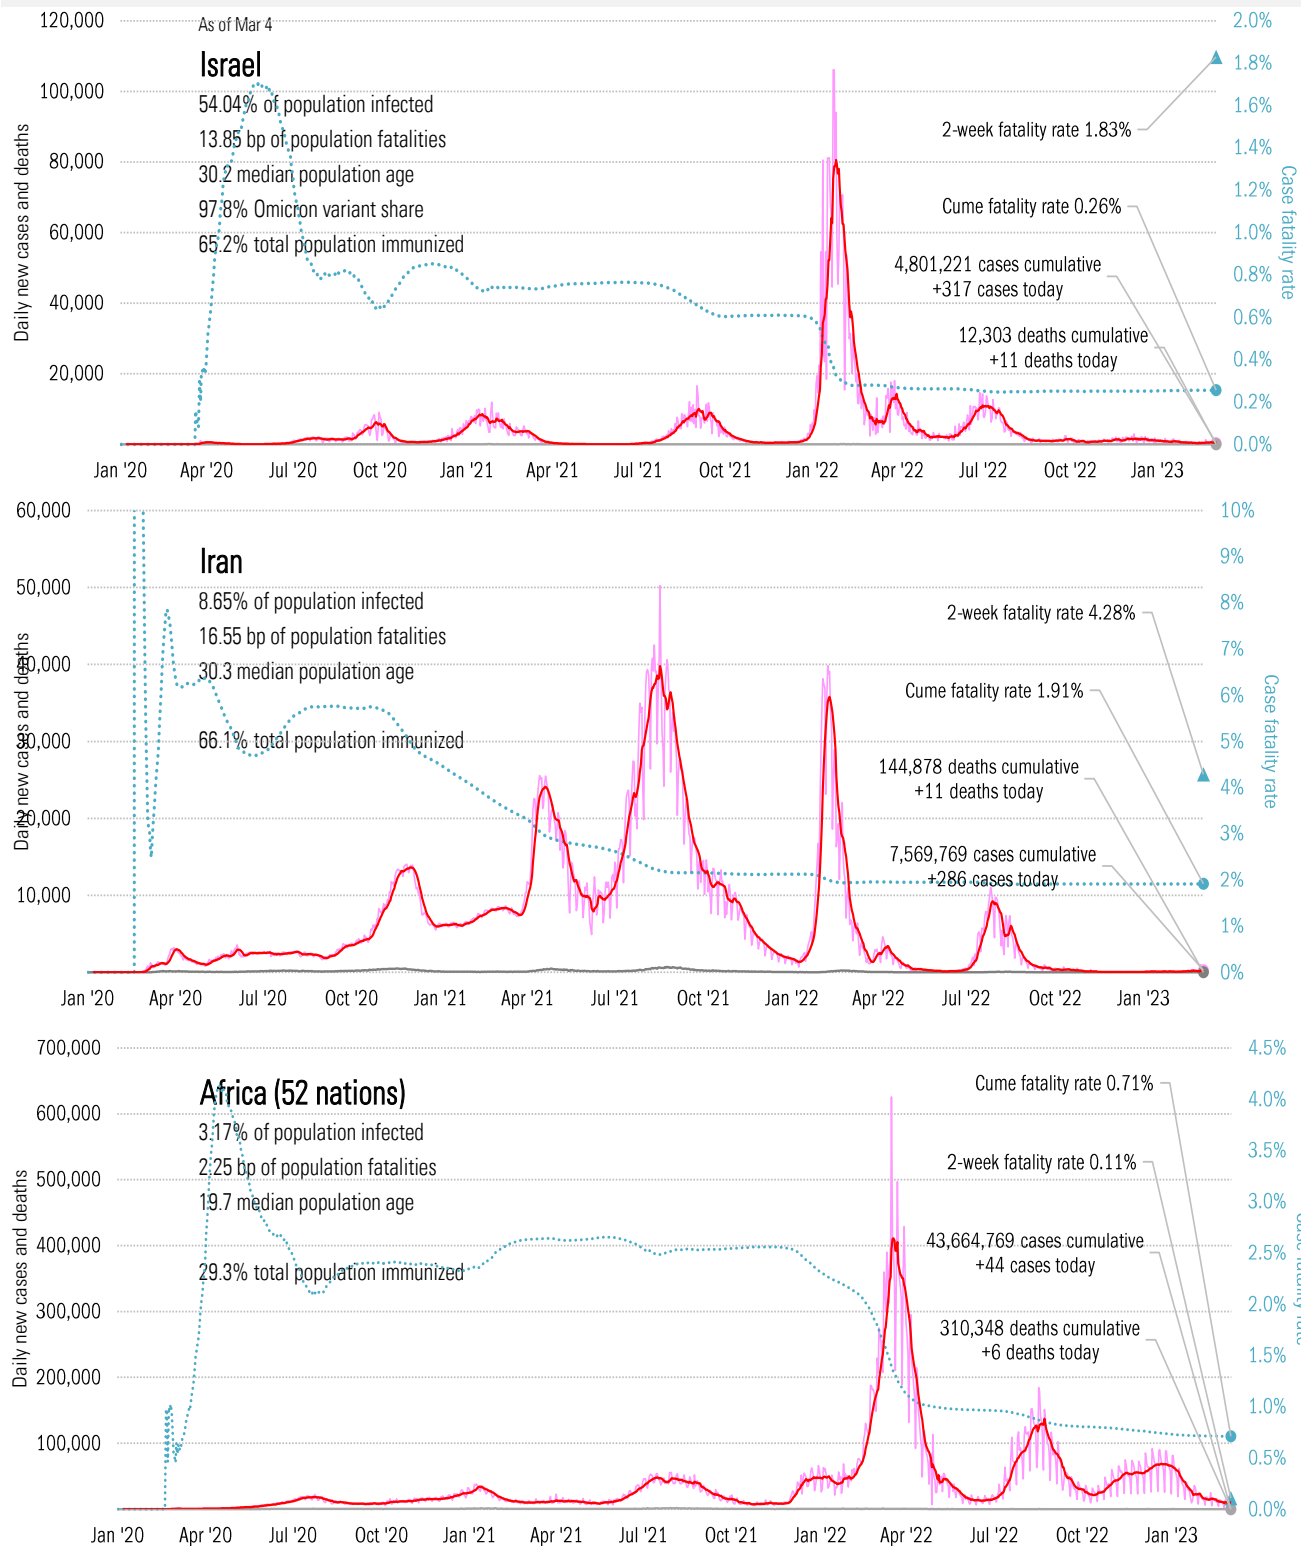 As of Mar 4
Israel
54.04% of population infected
13.85 bp of population fatalities
30.2 median population age
97.8% Omicron variant share
65.2% total population immunized
Daily new cases and deaths
120,000
100,000
80,000
60,000
40,000
20,000
2-week fatality rate 1.83%
Cume fatality rate 0.26%
4,801,221 cases cumulative
+317 cases today
12,303 deaths cumulative
+11 deaths today
2.0%
1.8%
1.6%
1.4%
1.2%
1.0%
0.8%
0.6%
0.4%
0.2%
0.0%
Case fatality rate
Jan '20 Apr '20 Jul '20 Oct '20 Jan '21 Apr '21 Jul '21 Oct '21 Jan '22 Apr '22 Jul '22 Oct '22 Jan '23
Iran
8.65% of population infected
16.55 bp of population fatalities
30.3 median population age
66.1% total population immunized
Daily new cases and deaths
60,000
50,000
40,000
30,000
20,000
10,000
2-week fatality rate 4.28%
Cume fatality rate 1.91%
144,878 deaths cumulative
+11 deaths today
7,569,769 cases cumulative
+286 cases today
10%
9%
8%
7%
6%
5%
4%
3%
2%
1%
0%
Case fatality rate
Jan '20 Apr '20 Jul '20 Oct '20 Jan '21 Apr '21 Jul '21 Oct '21 Jan '22 Apr '22 Jul '22 Oct '22 Jan '23
Africa (52 nations)
3.17% of population infected
2.25 bp of population fatalities
19.7 median population age
29.3% total population immunized
Daily new cases and deaths
700,000
600,000
500,000
400,000
300,000
200,000
100,000
Cume fatality rate 0.71%
2-week fatality rate 0.11%
43,664,769 cases cumulative
+44 cases today
310,348 deaths cumulative
+6 deaths today
4.5%
4.0%
3.5%
3.0%
2.5%
2.0%
1.5%
1.0%
0.5%
0.0%
Jan '20 Apr '20 Jul '20 Oct '20 Jan '21 Apr '21 Jul '21 Oct '21 Jan '22 Apr '22 Jul '22 Oct '22 Jan '23